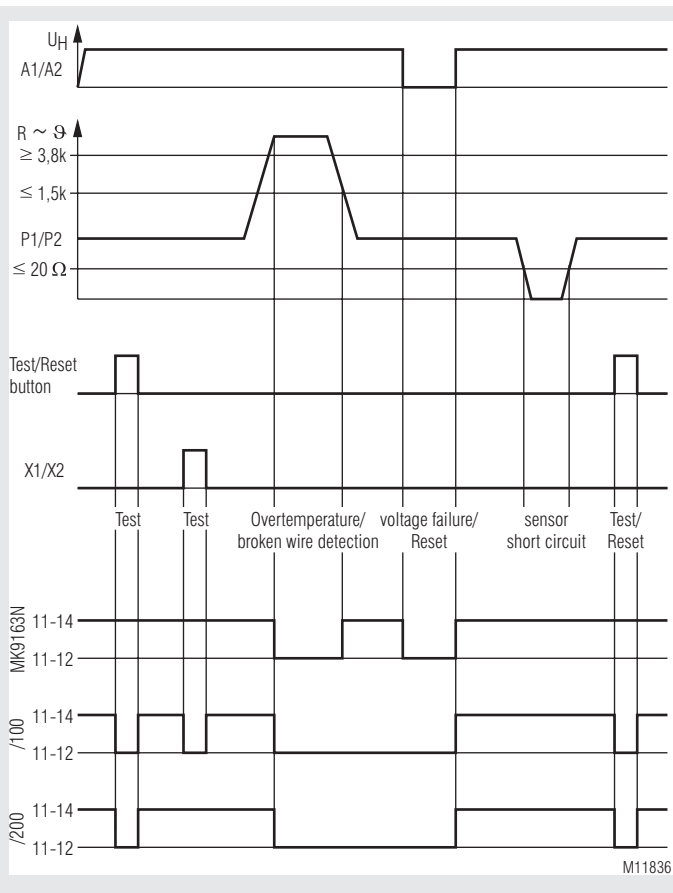 UH
A1/A2
R ~ ϑ
≥ 3,8k
≤ 1,5k
P1/P2
≤ 20 Ω
Test/Reset
button
X1/X2
Test
Test
Overtemperature/
broken wire detection
voltage failure/
Reset
sensor
short circuit
Test/
Reset
MK9163N
11-14
11-12
/100
11-14
11-12
/200
11-14
11-12
M11836